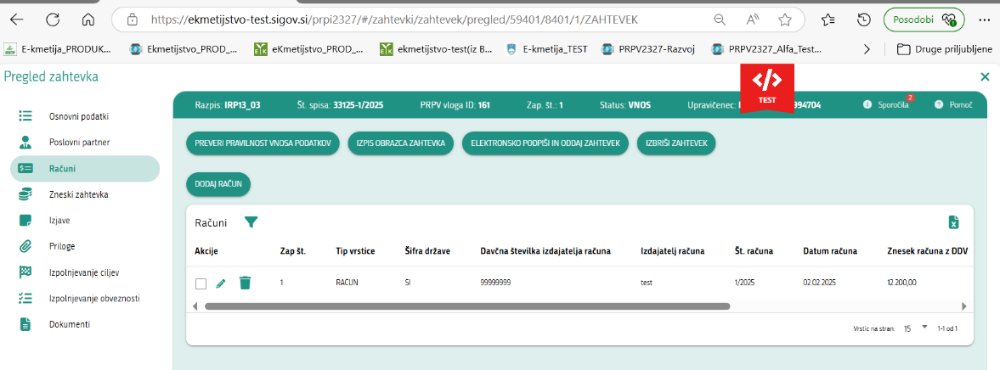 https://ekmetijstvo-test.sigov.si/prpi2327/#/zahtevki/zahtevek/pregled/59401/8401/1/ZAHTEVEK
Posodobi
E-kmetija_PRODUK...
Ekmetijstvo_PROD_...
eKmetijstvo_PROD_...
ekmetijstvo-test(iz B...
E-kmetija_TEST
PRPV2327-Razvoj
PRPV2327_Alfa_Test...
Druge priljubljene
Pregled zahtevka
Osnovni podatki
Poslovni partner
Računi
Zneski zahtevka
Izjave
Priloge
Izpolnjevanje ciljev
Izpolnjevanje obveznosti
Dokumenti
Razpis: IRP13_03
Št. spisa: 33125-1/2025
PRPV vloga ID: 161
Zap. št.: 1
Status: VNOS
Upravičenec:
994704
TEST
Sporočila 2
Pomoč
PREVERI PRAVILNOST VNOSA PODATKOV
IZPIS OBRAZCA ZAHTEVKA
ELEKTRONSKO PODPIŠI IN ODDAJ ZAHTEVEK
IZBRIŠI ZAHTEVEK
DODAJ RAČUN
Računi
Akcije Zap št. Tip vrstice Šifra države Davčna številka izdajatelja računa Izdajatelj računa Št. računa Datum računa Znesek računa z DDV
1 RAČUN SI 99999999 test 1/2025 02.02.2025 12.200,00
Vrstic na stran: 15 1-1 od 1